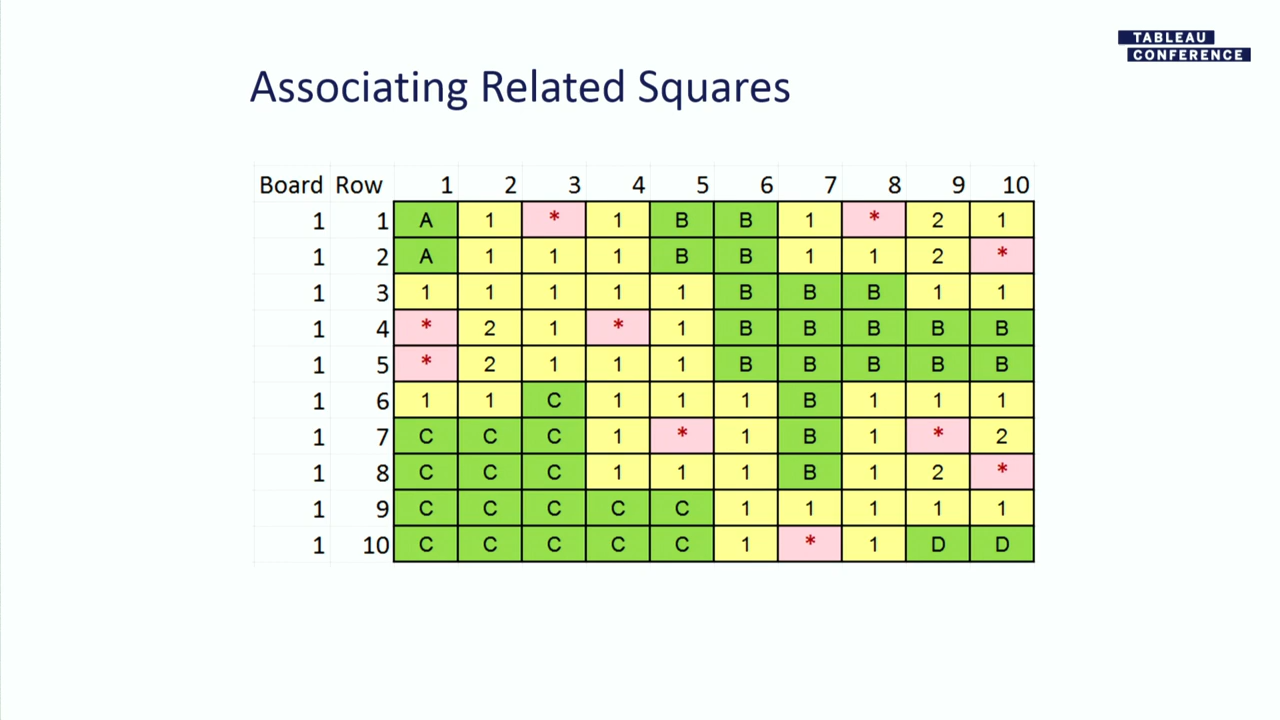 TABLEAU
CONFERENCE
Associating Related Squares
Board Row 1 2 3 4 5 6 7 8 9 10
1 1 A 1 * 1 B B 1 * 2 1
1 2 A 1 1 1 B B 1 1 2 *
1 3 1 1 1 1 1 B B B 1 1
1 4 * 2 1 * 1 B B B B B
1 5 * 2 1 1 1 B B B B B
1 6 1 1 C 1 1 1 B 1 1 1
1 7 C C C 1 * 1 B 1 * 2
1 8 C C C 1 1 1 B 1 2 *
1 9 C C C C C 1 1 1 1 1
1 10 C C C C C 1 * 1 D D